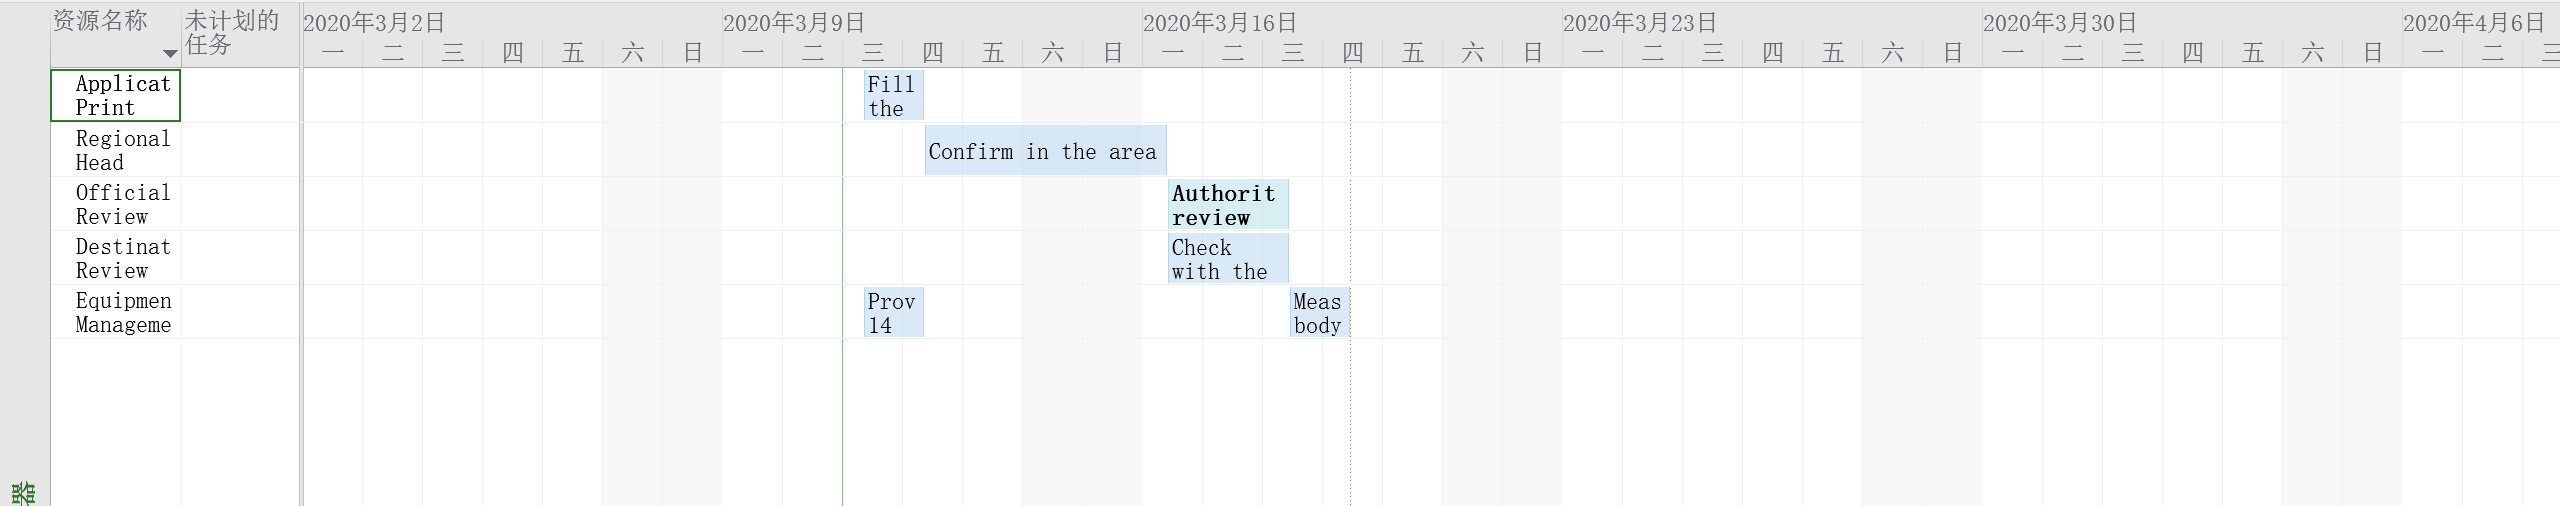 资源名称
未计划的
任务
2020年3月2日
2020年3月9日
2020年3月16日
2020年3月23日
2020年3月30日
2020年4月6日
一 二 三 四 五 六 日 一 二 三 四 五 六 日 一 二 三 四 五 六 日 一 二 三 四 五 六 日 一 二 三 四 五 六 日 一 二 三
Applicat
Print
Fill
the
Regional
Head
Confirm in the area
Official
Review
Authorit
review
Destinat
Review
Check
with the
Equipmen
Manageme
Prov
14
Meas
body
器